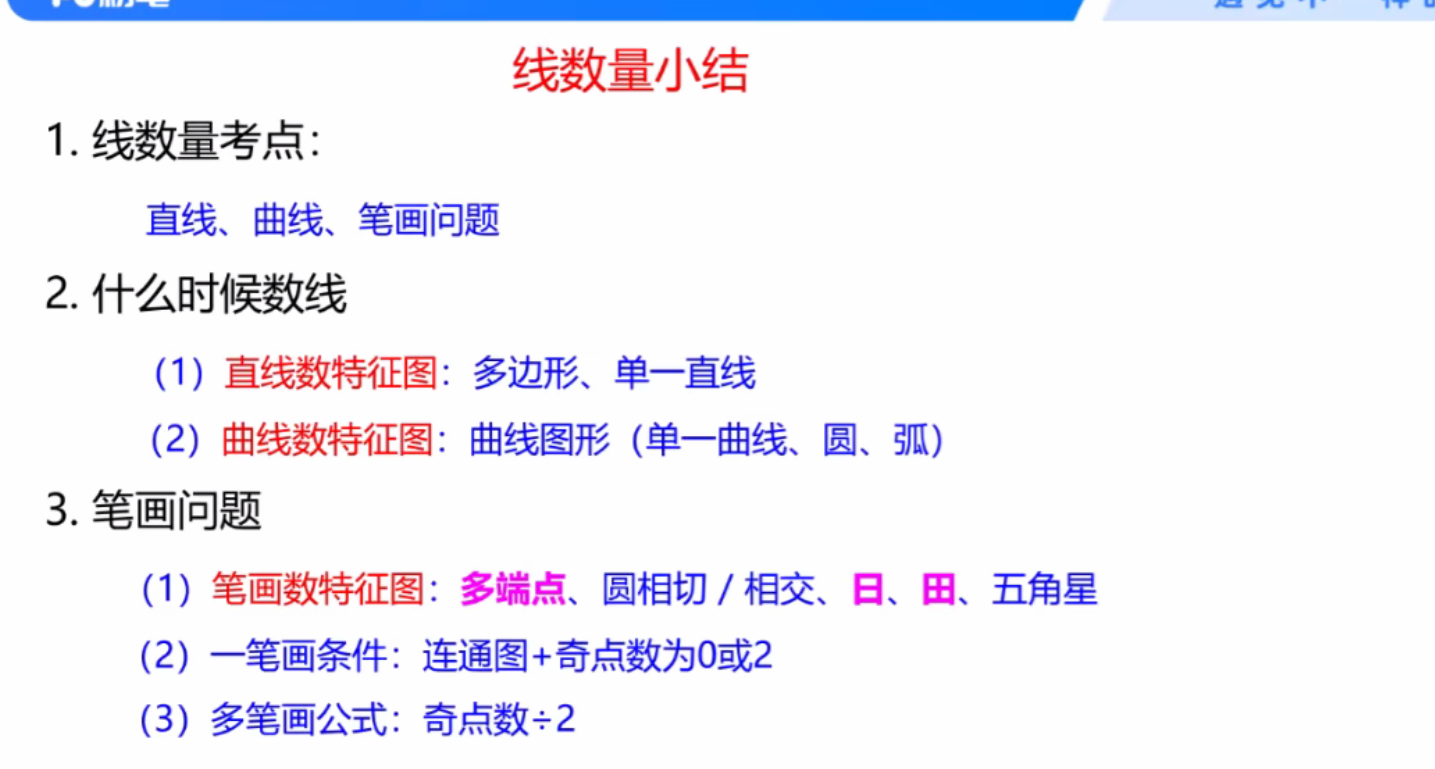 线数量小结
1. 线数量考点：
直线、曲线、笔画问题
2. 什么时候数线
（1）直线数特征图：多边形、单一直线
（2）曲线数特征图：曲线图形（单一曲线、圆、弧）
3. 笔画问题
（1）笔画数特征图：多端点、圆相切 / 相交、日、田、五角星
（2）一笔画条件：连通图+奇点数为0或2
（3）多笔画公式：奇点数÷2